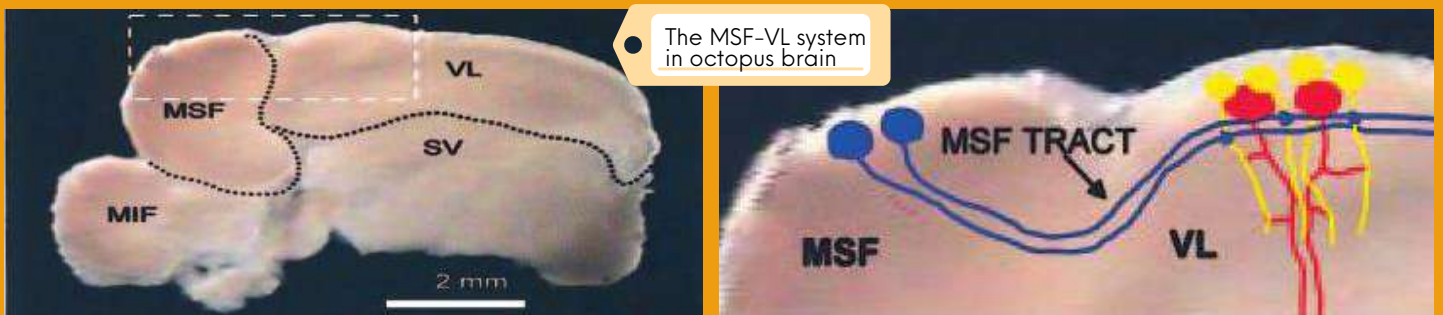 The MSF-VL system
in octopus brain
VL
MSF
SV
MIF
2 mm
MSF TRACT
MSF
VL